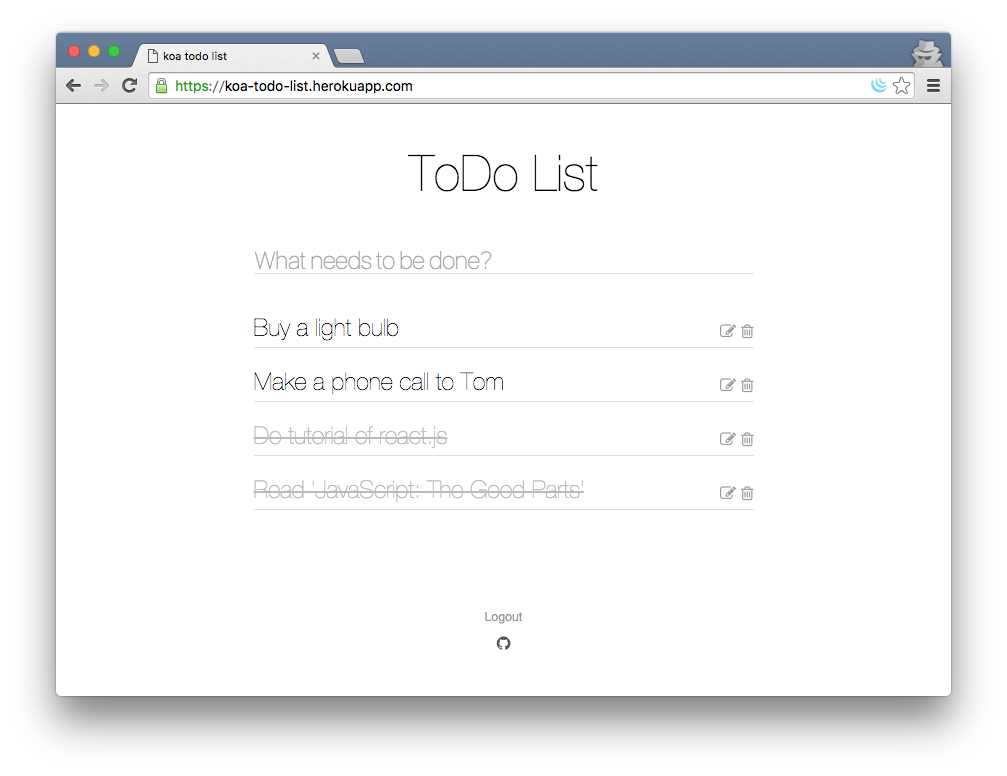 koa todo list
https://koa-todo-list.herokuapp.com
ToDo List
What needs to be done?
Buy a light bulb
Make a phone call to Tom
Do tutorial of react.js
Read 'JavaScript: The Good Parts'
Logout